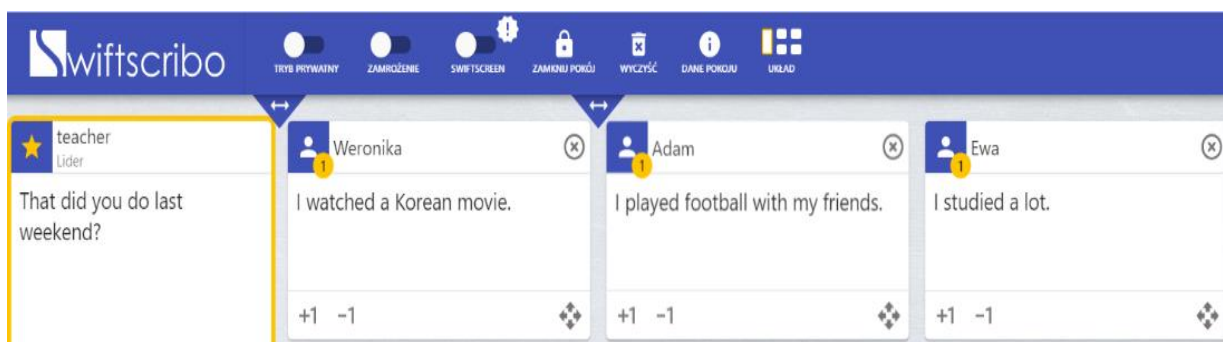 Swiftscribo
TRYB PRYWATNY ZAMROŻENIE SWIFTSCREEN ZAMKNIJ POKÓJ WYCZYŚĆ DANE POKOJU UKŁAD
teacher
Lider
That did you do last
weekend?
1
Weronika
I watched a Korean movie.
+1 -1
1
Adam
I played football with my friends.
+1 -1
1
Ewa
I studied a lot.
+1 -1